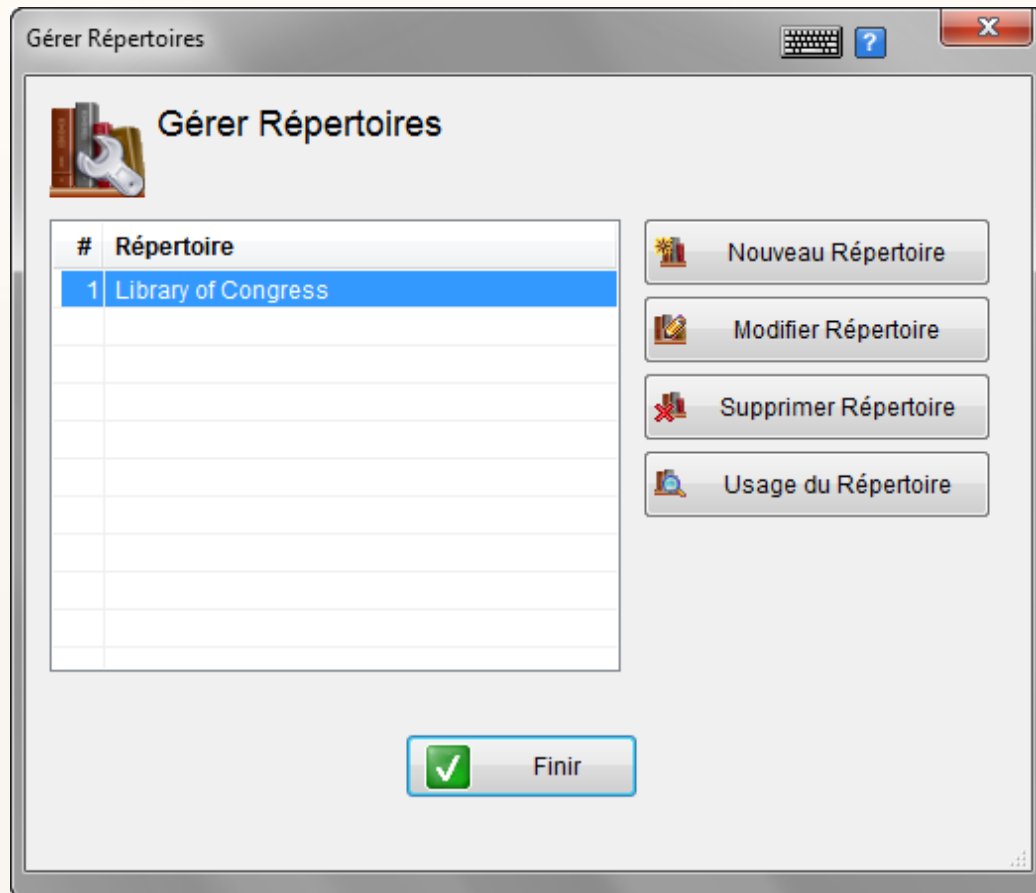 Gérer Répertoires
?
X
Gérer Répertoires
# Répertoire
1 Library of Congress
Nouveau Répertoire
Modifier Répertoire
Supprimer Répertoire
Usage du Répertoire
Finir